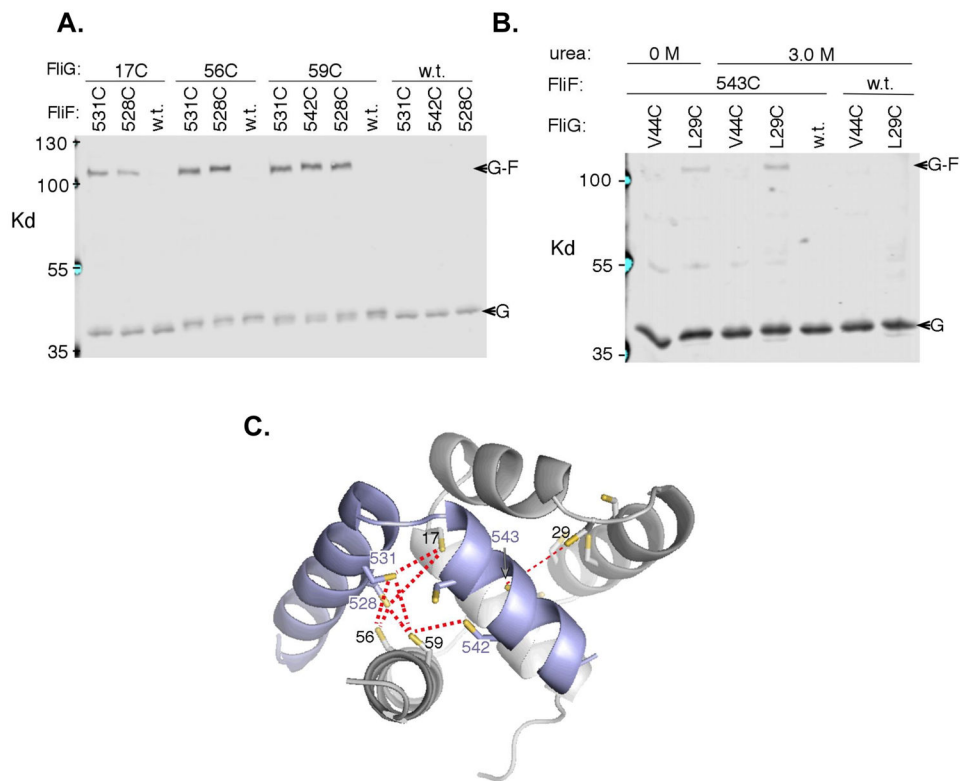 A.
FliG: 17C 56C 59C w.t.
FliF: 531C 528C w.t. 531C 528C w.t. 531C 542C 528C w.t. 531C 542C 528C
130
100
Kd
55
35
G-F
G
B.
urea: 0 M 3.0 M
FliF: 543C w.t.
FliG: V44C L29C V44C L29C w.t. V44C L29C
100
Kd
55
35
G-F
G
C.
17
543
29
531
528
56
59
542